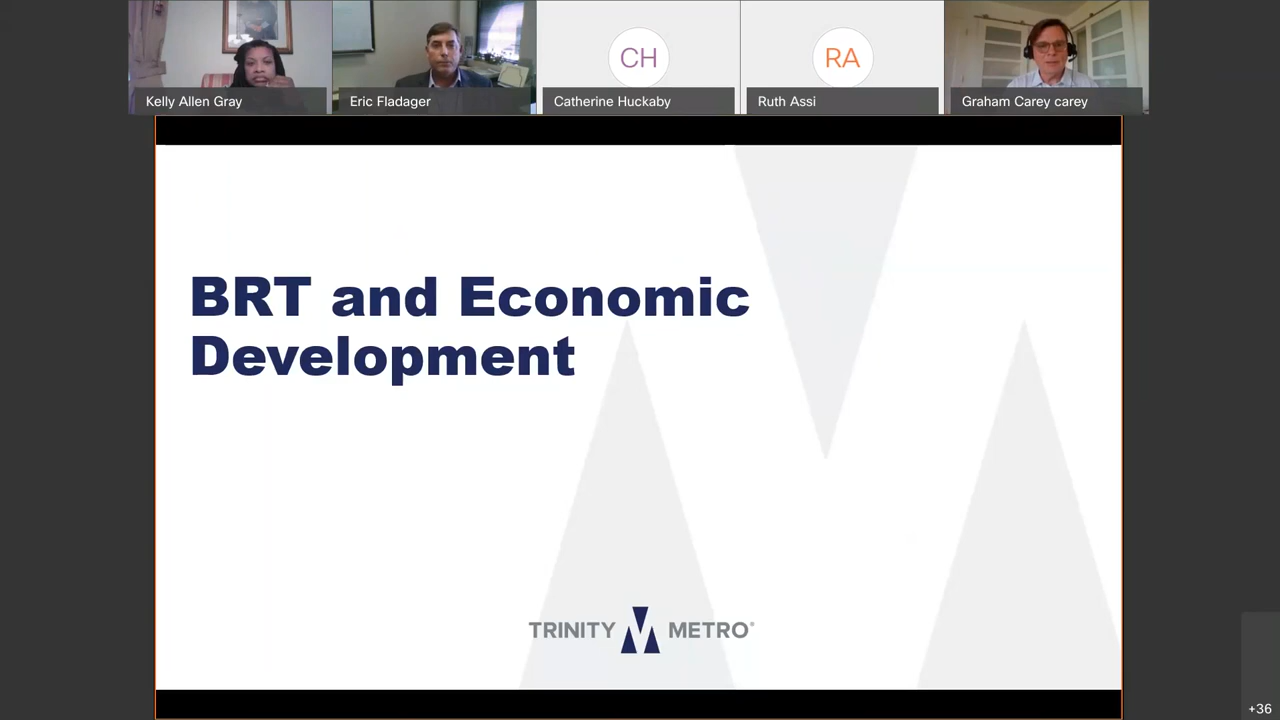 Kelly Allen Gray
Eric Fladager
CH
Catherine Huckaby
RA
Ruth Assi
Graham Carey carey
BRT and Economic
Development
TRINITY METRO®
+36